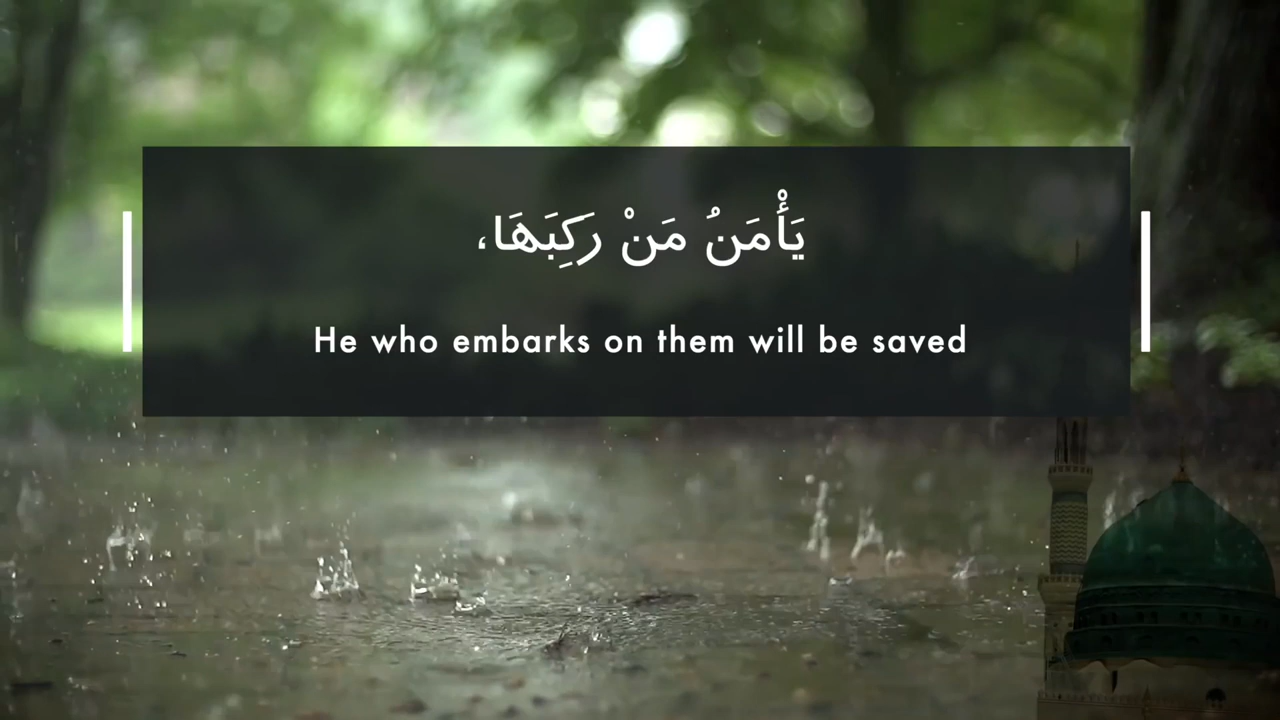 يَأْمَنُ مَنْ رَكِبَهَا،
He who embarks on them will be saved